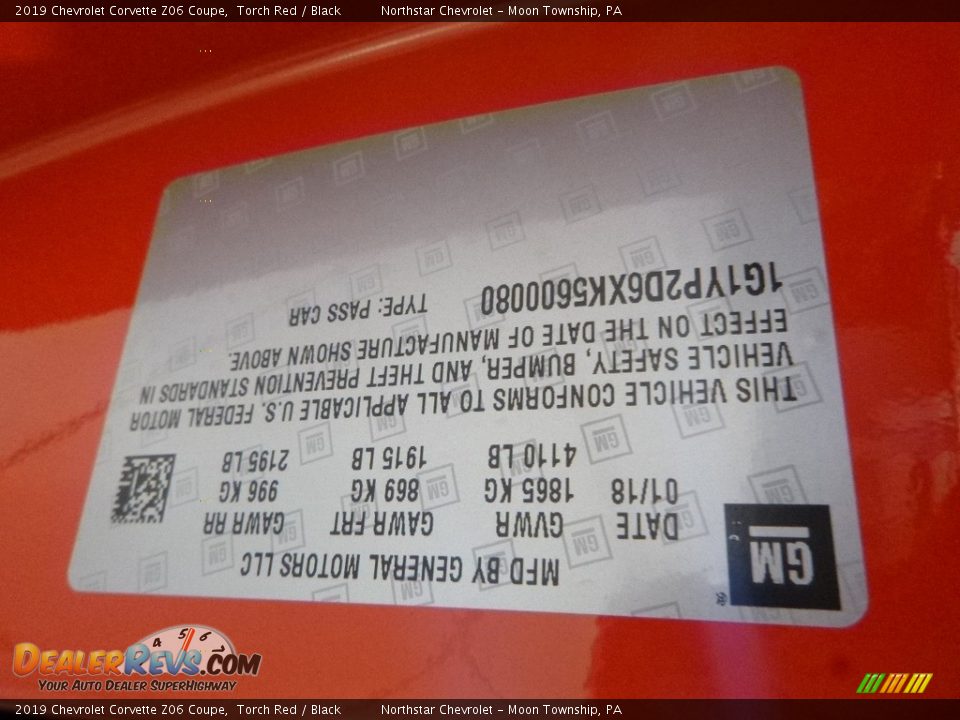 2019 Chevrolet Corvette Z06 Coupe,  Torch Red / Black          Northstar Chevrolet - Moon Township, PA
GM
MFD BY GENERAL MOTORS LLC
DATE GVWR GAWR FRT GAWR RR
01/18 1865 KG 869 KG 996 KG
4110 LB 1915 LB 2195 LB
THIS VEHICLE CONFORMS TO ALL APPLICABLE U.S. FEDERAL MOTOR
VEHICLE SAFETY, BUMPER, AND THEFT PREVENTION STANDARDS IN
EFFECT ON THE DATE OF MANUFACTURE SHOWN ABOVE.
1G1YP2D6XK5600080 TYPE: PASS CAR
4 5 6 7
DEALERREVS.COM
YOUR AUTO DEALER SUPERHIGHWAY
2019 Chevrolet Corvette Z06 Coupe,  Torch Red / Black          Northstar Chevrolet - Moon Township, PA